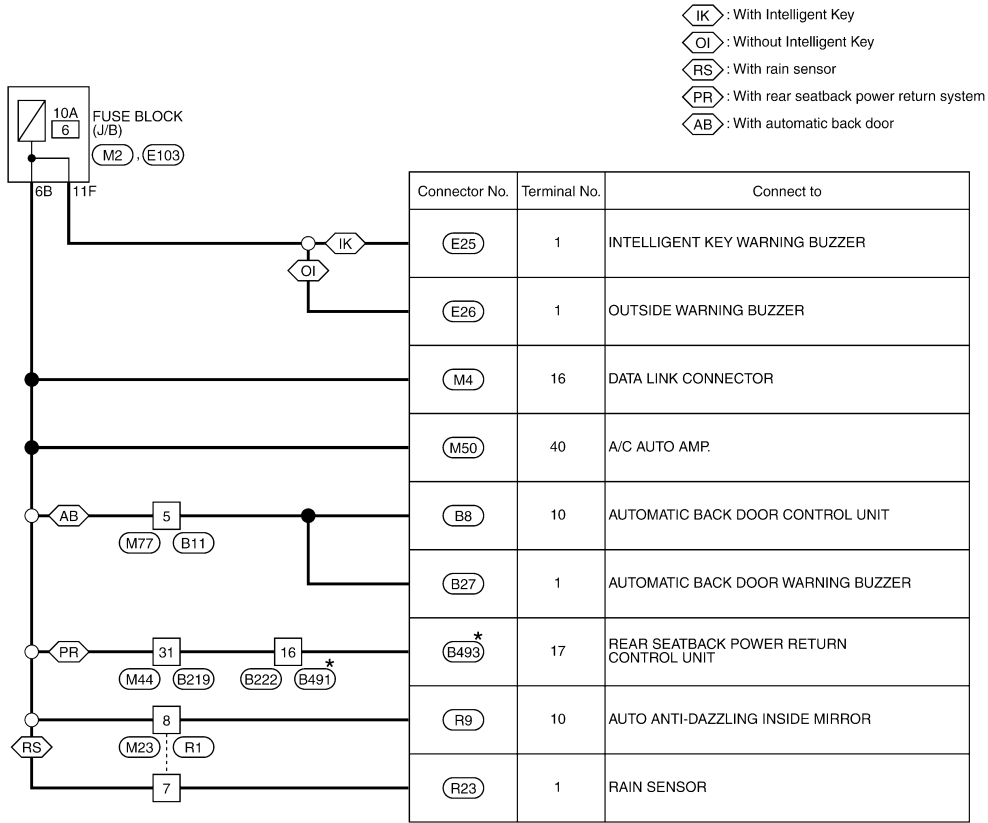 IK : With Intelligent Key
OI : Without Intelligent Key
RS : With rain sensor
PR : With rear seatback power return system
AB : With automatic back door
10A
6
FUSE BLOCK
(J/B)
M2 , E103
6B 11F
Connector No. Terminal No. Connect to
IK E25 1 INTELLIGENT KEY WARNING BUZZER
OI
E26 1 OUTSIDE WARNING BUZZER
M4 16 DATA LINK CONNECTOR
M50 40 A/C AUTO AMP.
AB 5 B8 10 AUTOMATIC BACK DOOR CONTROL UNIT
M77 B11
B27 1 AUTOMATIC BACK DOOR WARNING BUZZER
PR 31 16 B493* 17 REAR SEATBACK POWER RETURN
CONTROL UNIT
M44 B219 B222 B491*
8 R9 10 AUTO ANTI-DAZZLING INSIDE MIRROR
RS M23 R1
7 R23 1 RAIN SENSOR